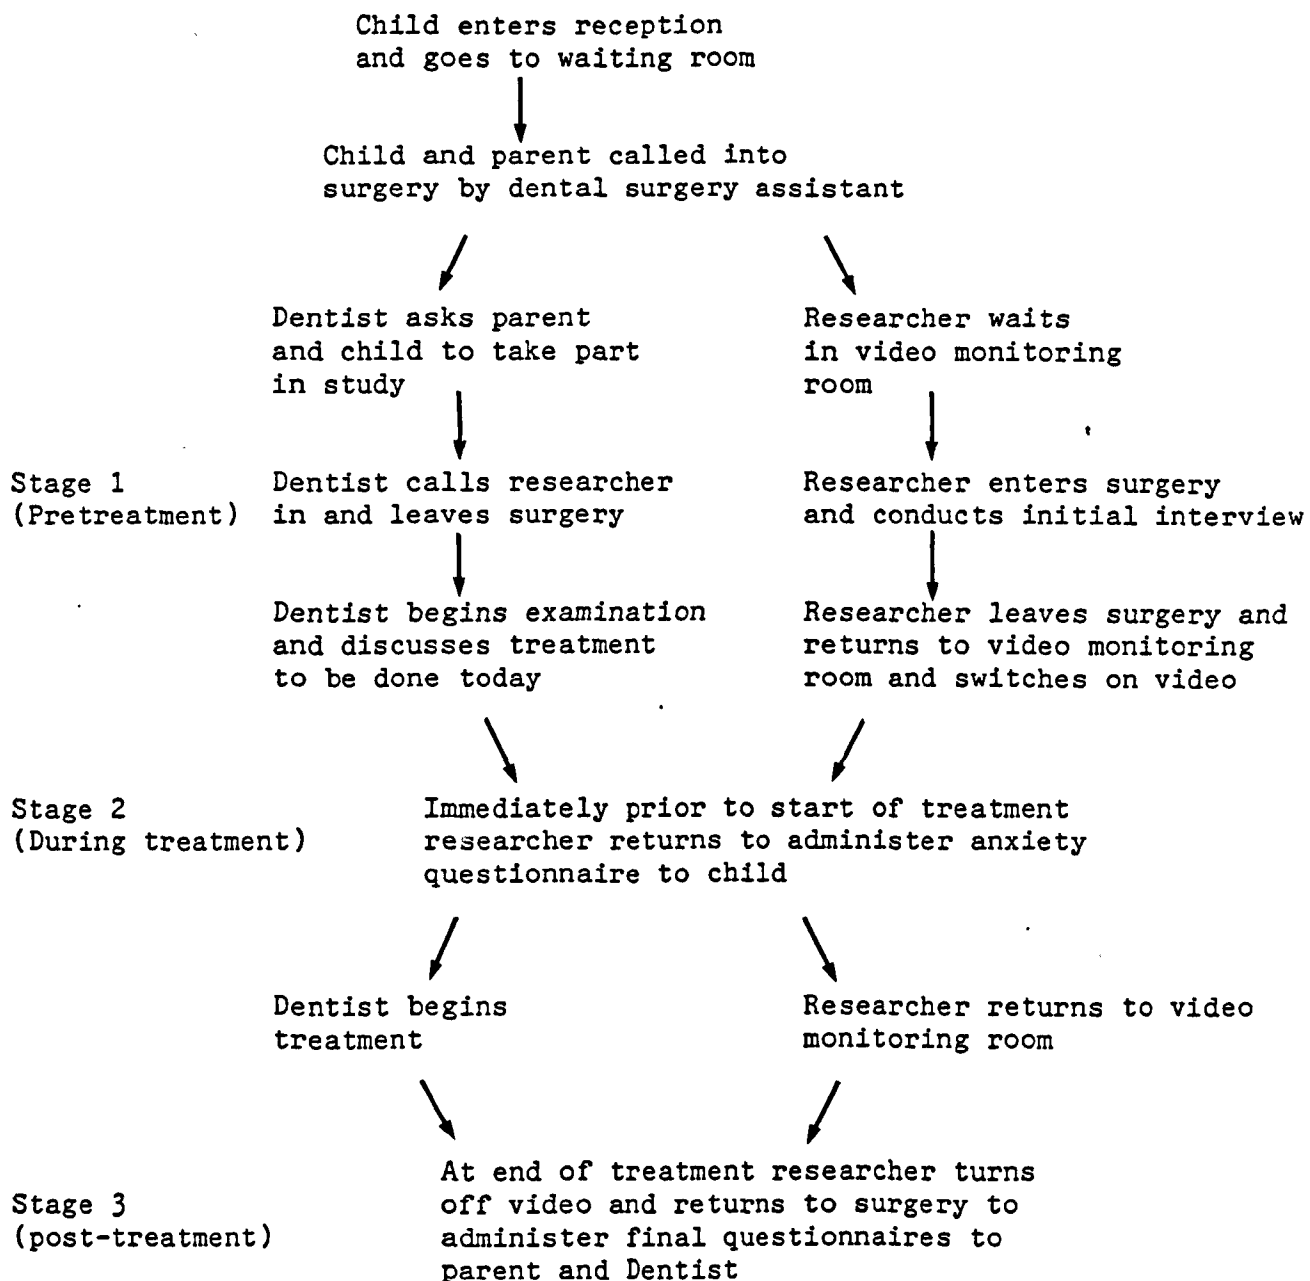 Child enters reception
and goes to waiting room
Child and parent called into
surgery by dental surgery assistant
Dentist asks parent
and child to take part
in study
Researcher waits
in video monitoring
room
Stage 1
(Pretreatment)
Dentist calls researcher
in and leaves surgery
Researcher enters surgery
and conducts initial interview
Dentist begins examination
and discusses treatment
to be done today
Researcher leaves surgery and
returns to video monitoring
room and switches on video
Stage 2
(During treatment)
Immediately prior to start of treatment
researcher returns to administer anxiety
questionnaire to child
Dentist begins
treatment
Researcher returns to video
monitoring room
Stage 3
(post-treatment)
At end of treatment researcher turns
off video and returns to surgery to
administer final questionnaires to
parent and Dentist